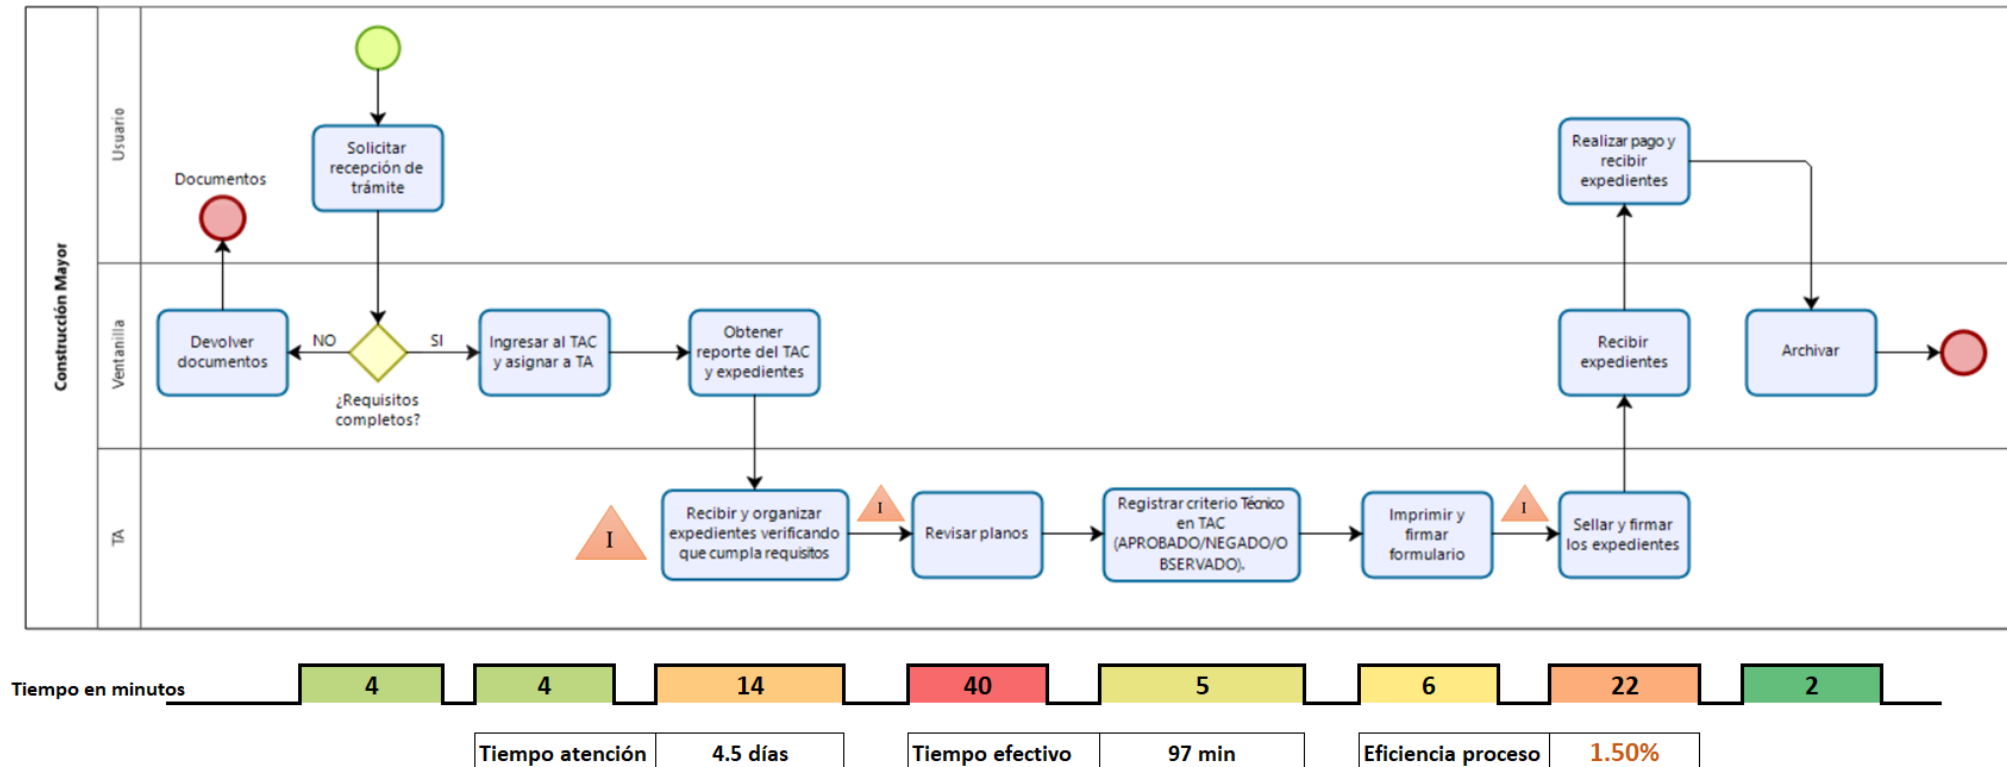 Construcción Mayor
Usuario
Ventanilla
TA
Solicitar
recepción de
trámite
Documentos
Devolver
documentos
NO
SI
¿Requisitos
completos?
Ingresar al TAC
y asignar a TA
Obtener
reporte del TAC
y expedientes
I
Recibir y organizar
expedientes verificando
que cumpla requisitos
I
Revisar planos
Registrar criterio Técnico
en TAC
(APROBADO/NEGADO/O
BSERVADO).
Imprimir y
firmar
formulario
I
Sellar y firmar
los expedientes
Recibir
expedientes
Realizar pago y
recibir
expedientes
Archivar
Tiempo en minutos
4
4
14
40
5
6
22
2
Tiempo atención
4.5 días
Tiempo efectivo
97 min
Eficiencia proceso
1.50%